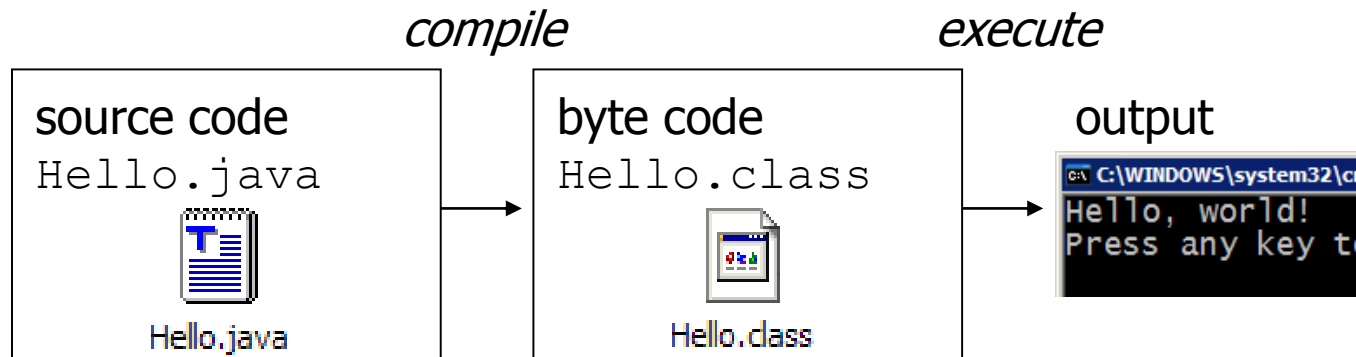 compile
execute
source code
Hello.java
Hello.java
byte code
Hello.class
Hello.class
output
C:\WINDOWS\system32\c
Hello, world!
Press any key t